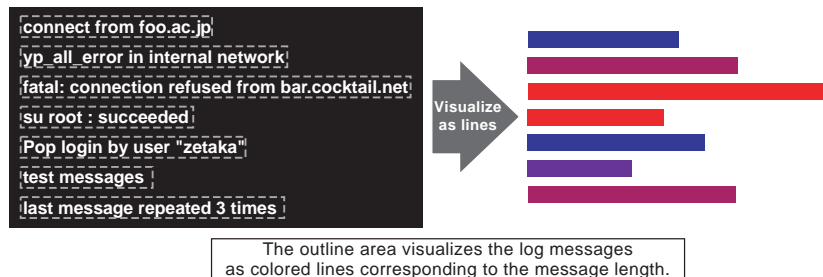 connect from foo.ac.jp
yp_all_error in internal network
fatal: connection refused from bar.cocktail.net
su root : succeeded
Pop login by user "zetaka"
test messages
last message repeated 3 times
Visualize
as lines
The outline area visualizes the log messages
as colored lines corresponding to the message length.